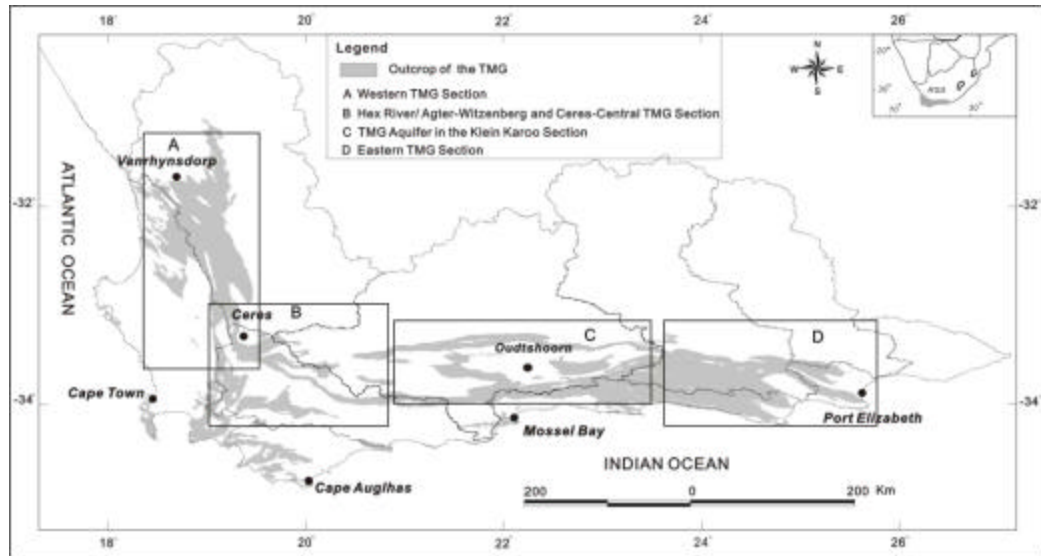 18˚ 20˚ 22˚ 24˚ 26˚
Legend
Outcrop of the TMG
A Western TMG Section
B Hex River/ Agter-Witzenberg and Ceres-Central TMG Section
C TMG Aquifer in the Klein Karoo Section
D Eastern TMG Section
N
W E
S
RSA
A
Vanrhynsdorp
ATLANTIC OCEAN
-32˚ -32˚
B
Ceres
C
D
Oudtshoorn
Cape Town
-34˚ -34˚
Port Elizabeth
Mossel Bay
INDIAN OCEAN
Cape Auglhas
200 0 200 Km
18˚ 20˚ 22˚ 24˚ 26˚